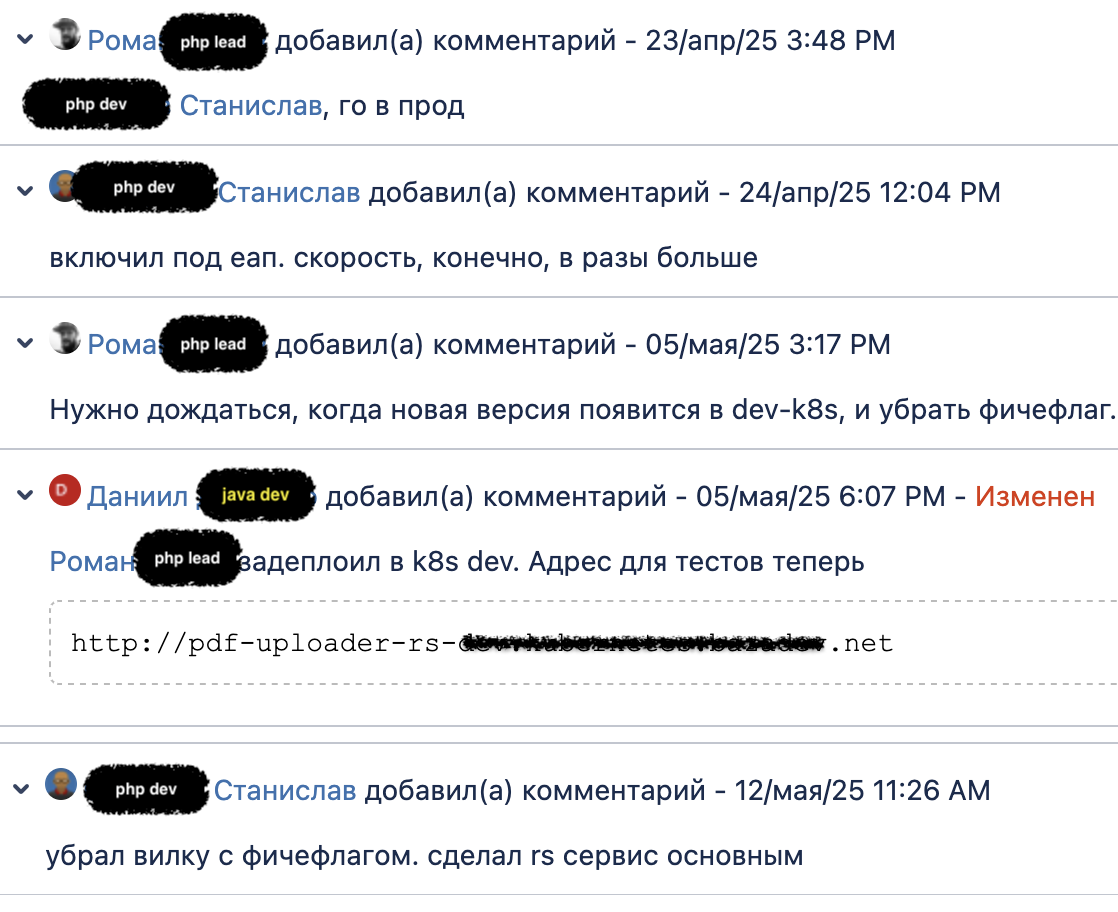 Рома php lead добавил(а) комментарий - 23/апр/25 3:48 PM
php dev Станислав, го в прод
php dev Станислав добавил(а) комментарий - 24/апр/25 12:04 PM
включил под еап. скорость, конечно, в разы больше
Рома php lead добавил(а) комментарий - 05/мая/25 3:17 PM
Нужно дождаться, когда новая версия появится в dev-k8s, и убрать фичефлаг.
D Даниил java dev добавил(а) комментарий - 05/мая/25 6:07 PM - Изменен
Роман php lead задеплоил в k8s dev. Адрес для тестов теперь
http://pdf-uploader-rs-.net
php dev Станислав добавил(а) комментарий - 12/мая/25 11:26 AM
убрал вилку с фичефлагом. сделал rs сервис основным